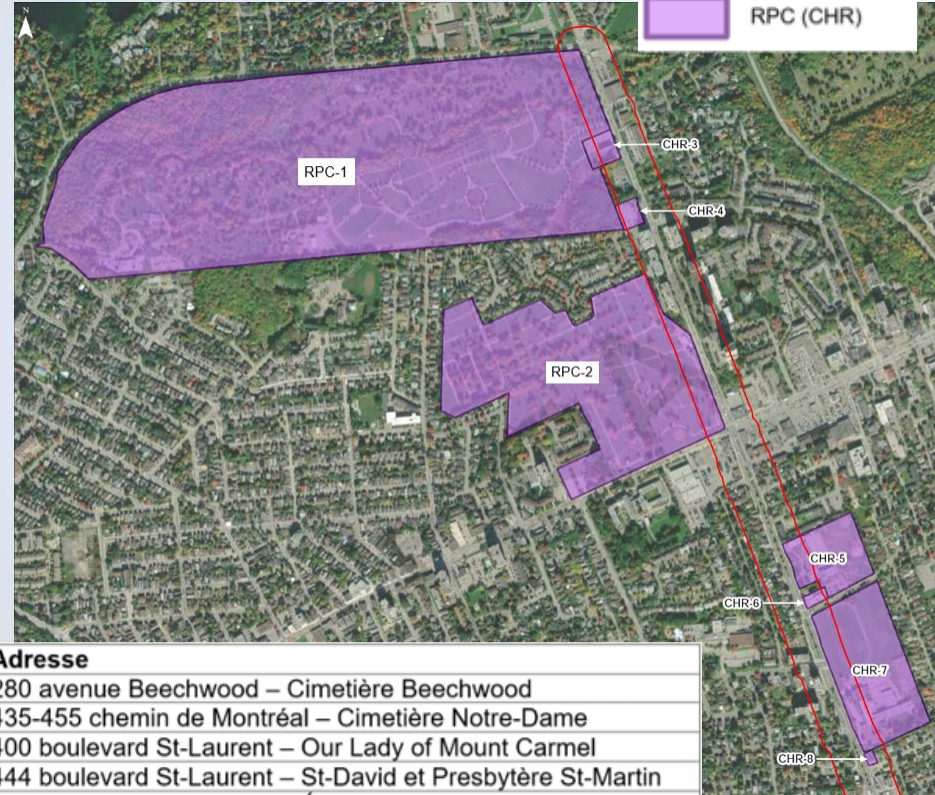 N
RPC (CHR)
CHR-3
RPC-1
CHR-4
RPC-2
CHR-5
CHR-6
CHR-7
CHR-8
Adresse
280 avenue Beechwood – Cimetière Beechwood
435-455 chemin de Montréal – Cimetière Notre-Dame
400 boulevard St-Laurent – Our Lady of Mount Carmel
444 boulevard St-Laurent – St-David et Presbytère St-Martin